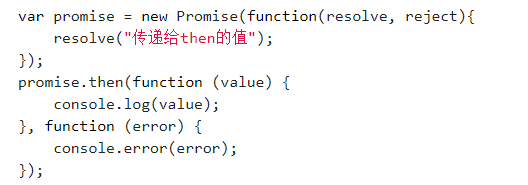 var promise = new Promise(function(resolve, reject){
    resolve("传递给then的值");
});
promise.then(function (value) {
    console.log(value);
}, function (error) {
    console.error(error);
});